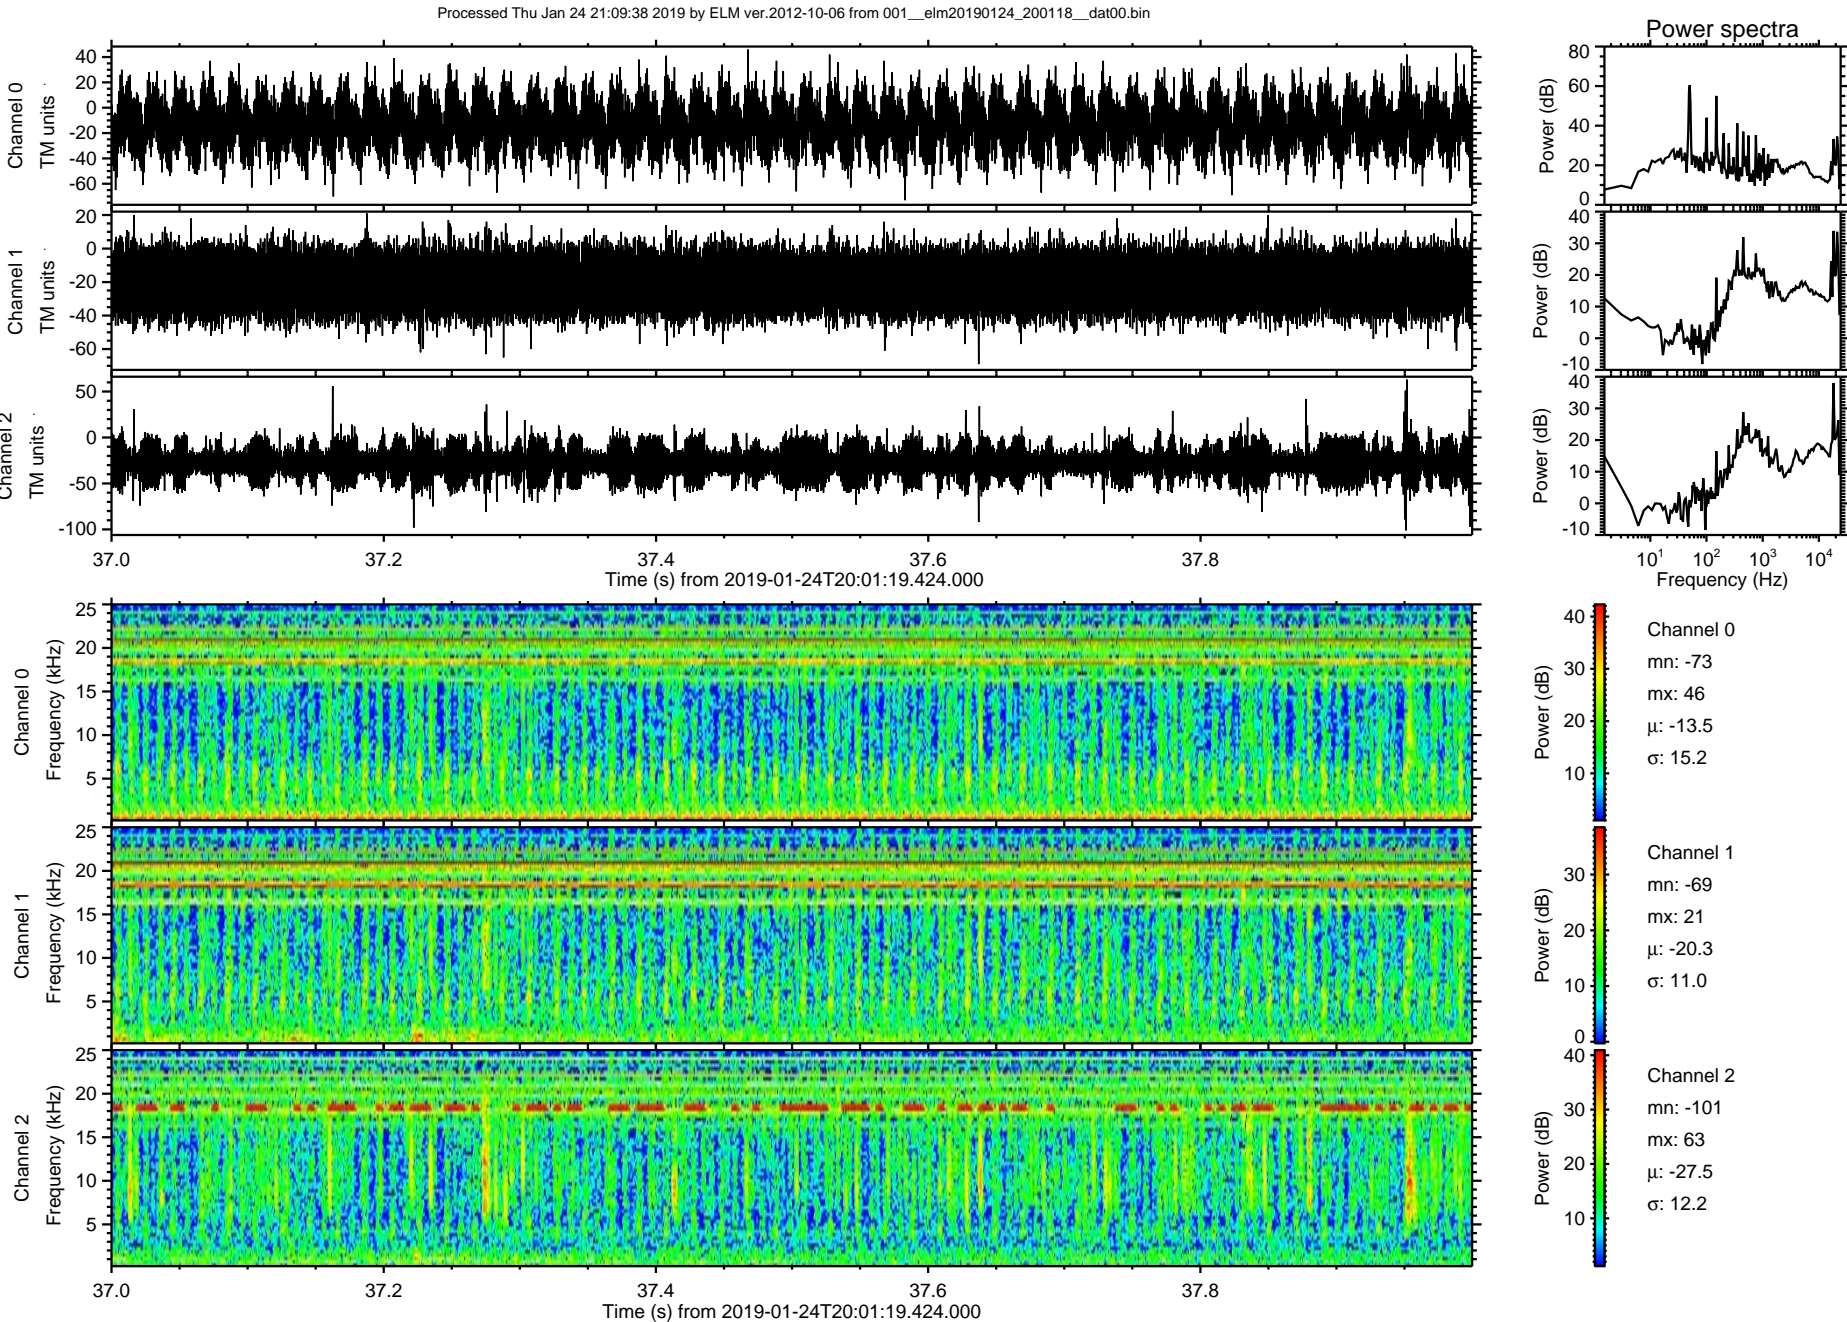 Processed Thu Jan 24 21:09:38 2019 by ELM ver.2012-10-06 from 001__elm20190124_200118__dat00.bin
Power spectra
Channel 0
TM units
40
20
0
-20
-40
-60
Power (dB)
80
60
40
20
0
Channel 1
TM units
20
0
-20
-40
-60
Power (dB)
40
30
20
10
0
-10
Channel 2
TM units
50
0
-50
-100
Power (dB)
40
30
20
10
0
-10
37.0 37.2 37.4 37.6 37.8
Time (s) from 2019-01-24T20:01:19.424.000
10¹ 10² 10³ 10⁴
Frequency (Hz)
Channel 0
Frequency (kHz)
25
20
15
10
5
Power (dB)
40
30
20
10
Channel 0
mn: -73
mx: 46
μ: -13.5
σ: 15.2
Channel 1
Frequency (kHz)
25
20
15
10
5
Power (dB)
30
20
10
0
Channel 1
mn: -69
mx: 21
μ: -20.3
σ: 11.0
Channel 2
Frequency (kHz)
25
20
15
10
5
Power (dB)
40
30
20
10
Channel 2
mn: -101
mx: 63
μ: -27.5
σ: 12.2
37.0 37.2 37.4 37.6 37.8
Time (s) from 2019-01-24T20:01:19.424.000